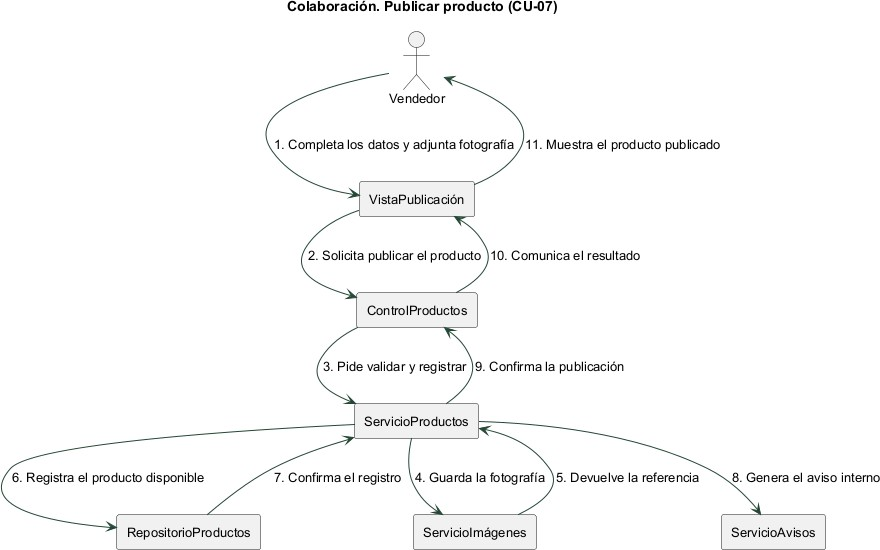 Colaboración. Publicar producto (CU-07)
Vendedor
1. Completa los datos y adjunta fotografía
11. Muestra el producto publicado
VistaPublicación
2. Solicita publicar el producto
10. Comunica el resultado
ControlProductos
3. Pide validar y registrar
9. Confirma la publicación
ServicioProductos
6. Registra el producto disponible
7. Confirma el registro
4. Guarda la fotografía
5. Devuelve la referencia
8. Genera el aviso interno
RepositorioProductos
ServicioImágenes
ServicioAvisos